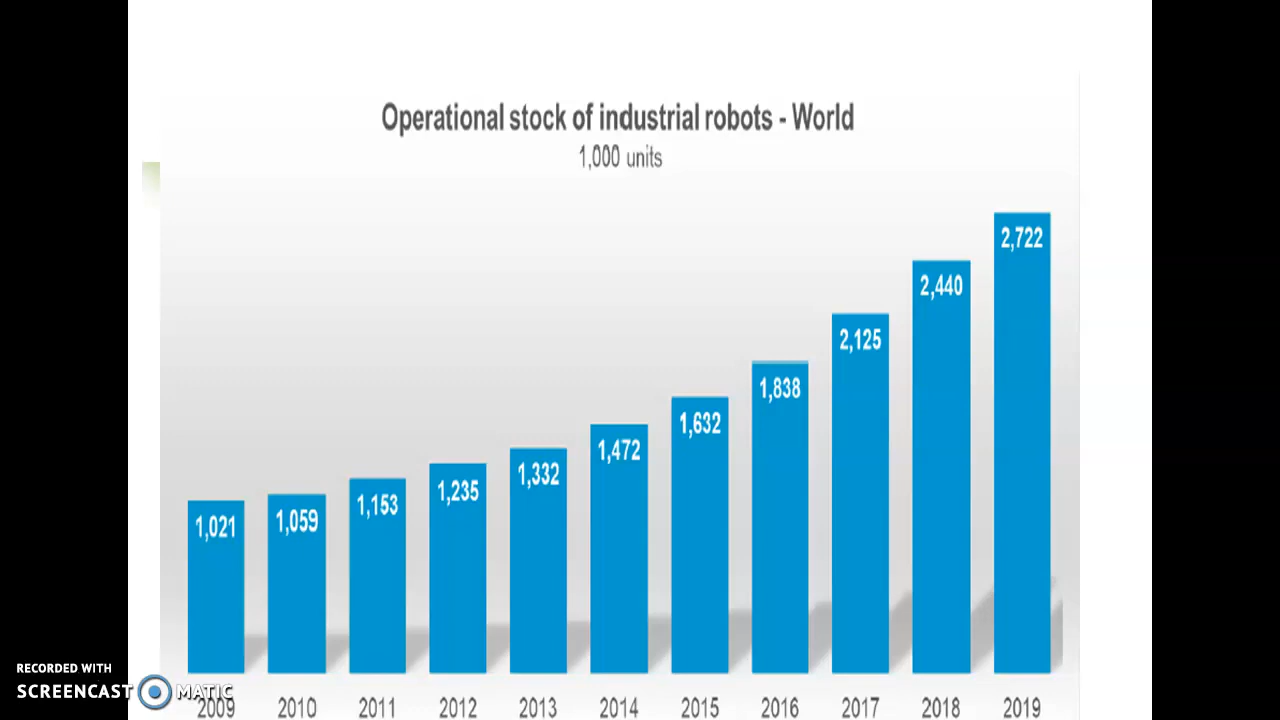 Operational stock of industrial robots - World
1,000 units
2,722
2,440
2,125
1,838
1,632
1,472
1,332
1,235
1,153
1,059
1,021
RECORDED WITH
SCREENCAST MATIC
2009 2010 2011 2012 2013 2014 2015 2016 2017 2018 2019